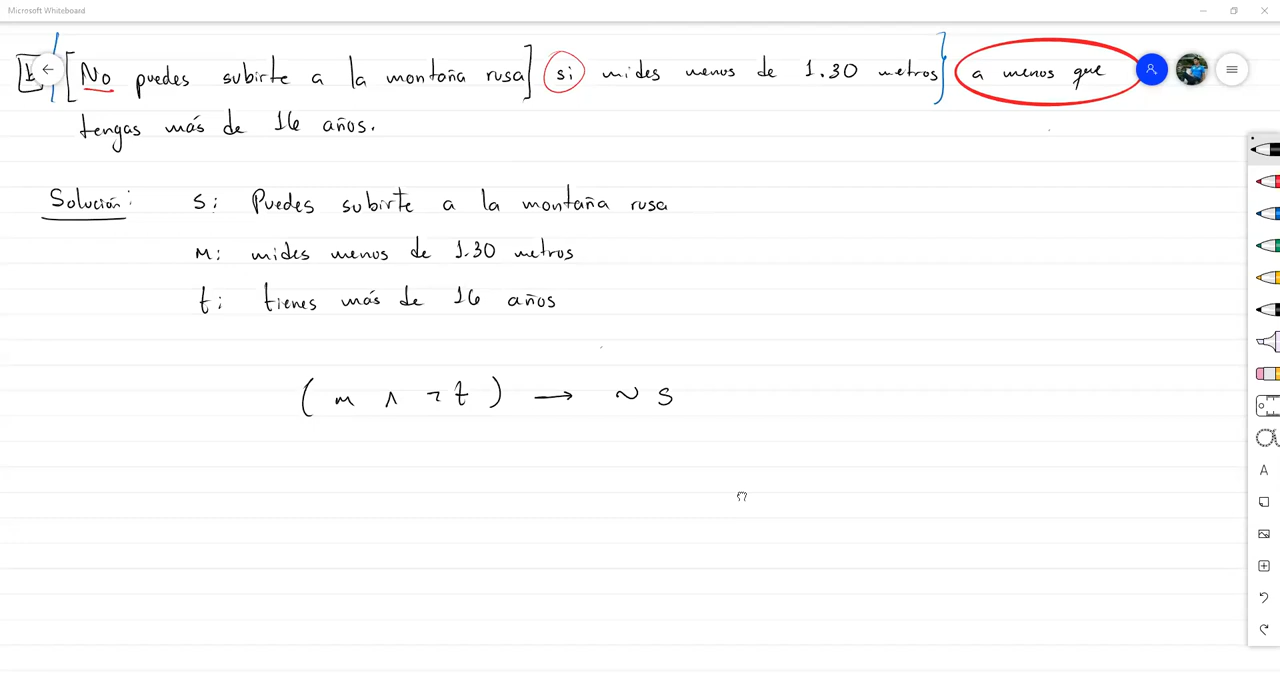 Microsoft Whiteboard
[No puedes subirte a la montaña rusa] si mides menos de 1.30 metros} a menos que
tengas más de 16 años.
Solución: s: Puedes subirte a la montaña rusa
m: mides menos de 1.30 metros
t: tienes más de 16 años
( m ∧ ¬ t ) → ~ s